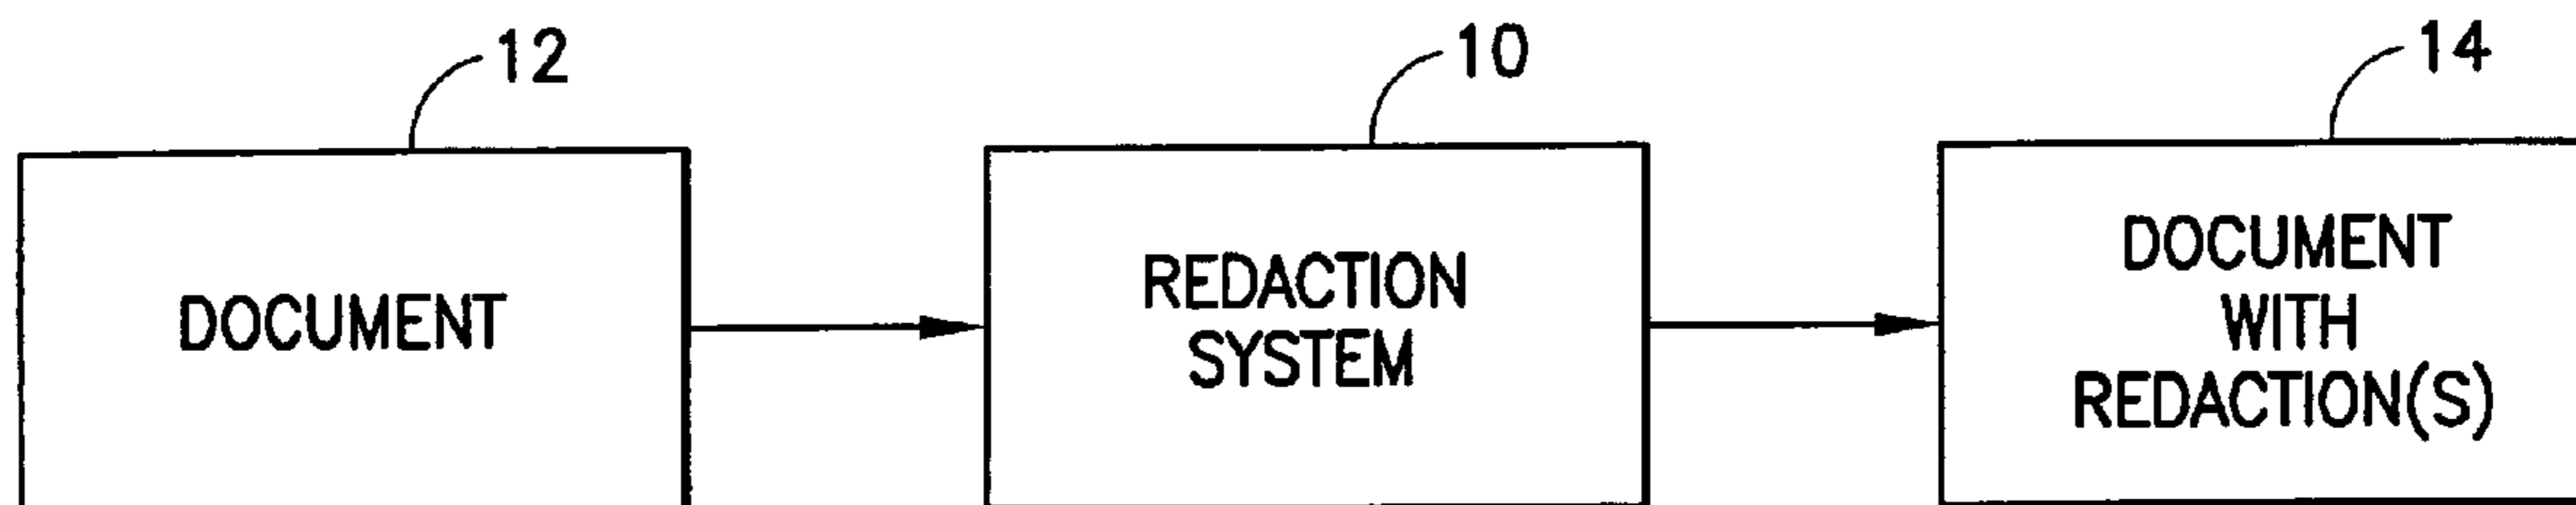 12
10
14
DOCUMENT
REDACTION
SYSTEM
DOCUMENT
WITH
REDACTION(S)